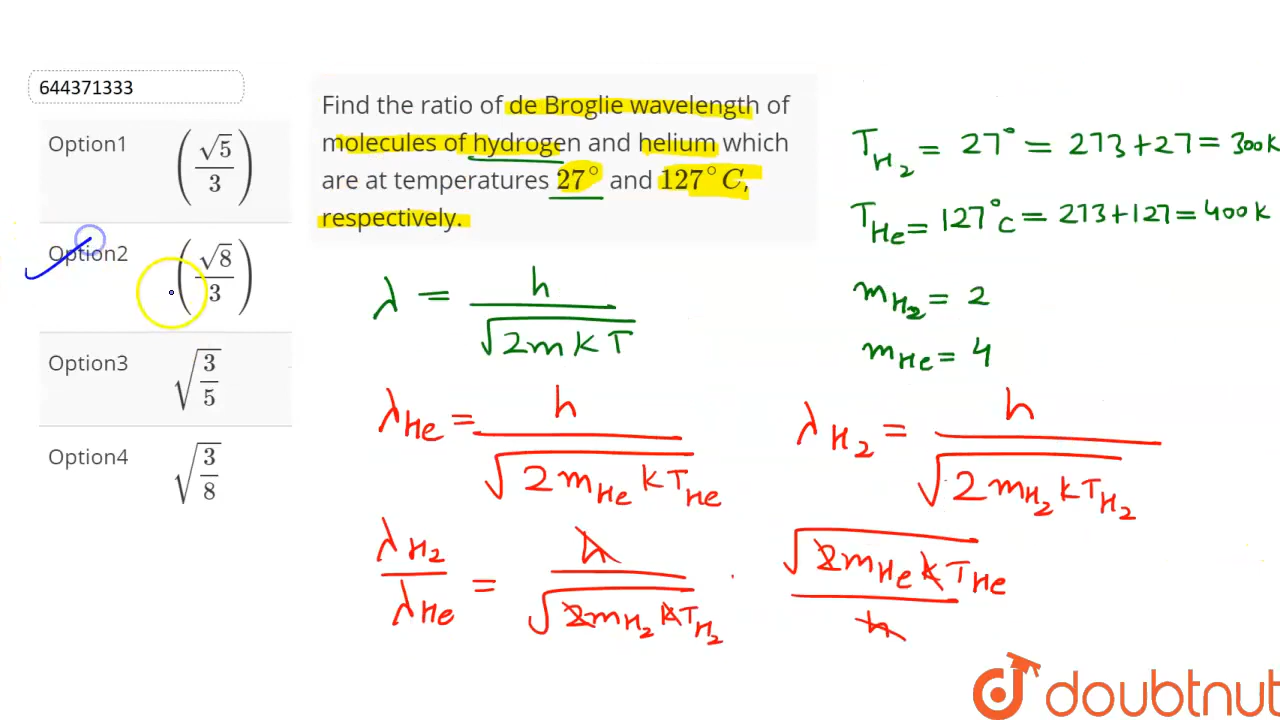 644371333
Option1 (√5/3)
Option2 (√8/3)
Option3 √(3/5)
Option4 √(3/8)
Find the ratio of de Broglie wavelength of
molecules of hydrogen and helium which
are at temperatures 27° and 127°C,
respectively.
T_H₂ = 27° = 273+27 = 300K
T_He = 127°C = 273+127 = 400K
λ = h/√(2mKT)
m_H₂ = 2
m_He = 4
λ_He = h/√(2m_He KT_He)
λ_H₂ = h/√(2m_H₂ KT_H₂)
λ_H₂/λ_He = h/√(2m_H₂ KT_H₂) · √(2m_He KT_He)/h
doubtnut